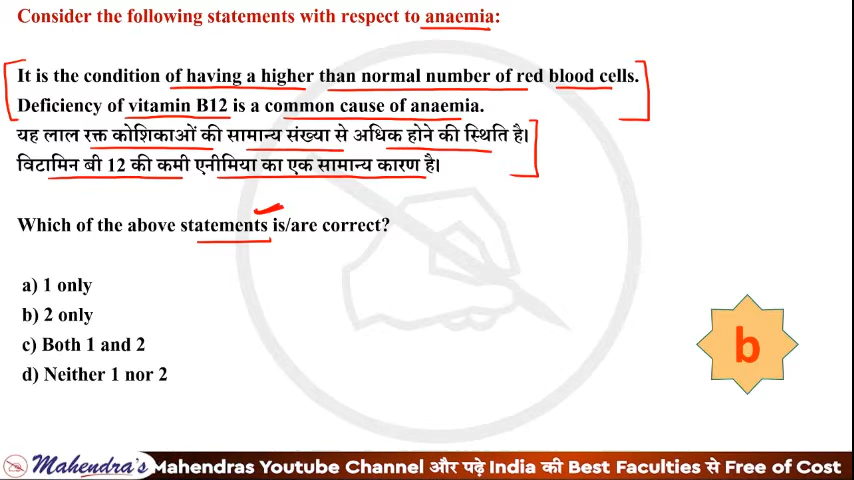 Consider the following statements with respect to anaemia:
It is the condition of having a higher than normal number of red blood cells.
Deficiency of vitamin B12 is a common cause of anaemia.
यह लाल रक्त कोशिकाओं की सामान्य संख्या से अधिक होने की स्थिति है।
विटामिन बी 12 की कमी एनीमिया का एक सामान्य कारण है।
Which of the above statements is/are correct?
a) 1 only
b) 2 only
c) Both 1 and 2
d) Neither 1 nor 2
b
Mahendra's Mahendras Youtube Channel और पढ़े India की Best Faculties से Free of Cost